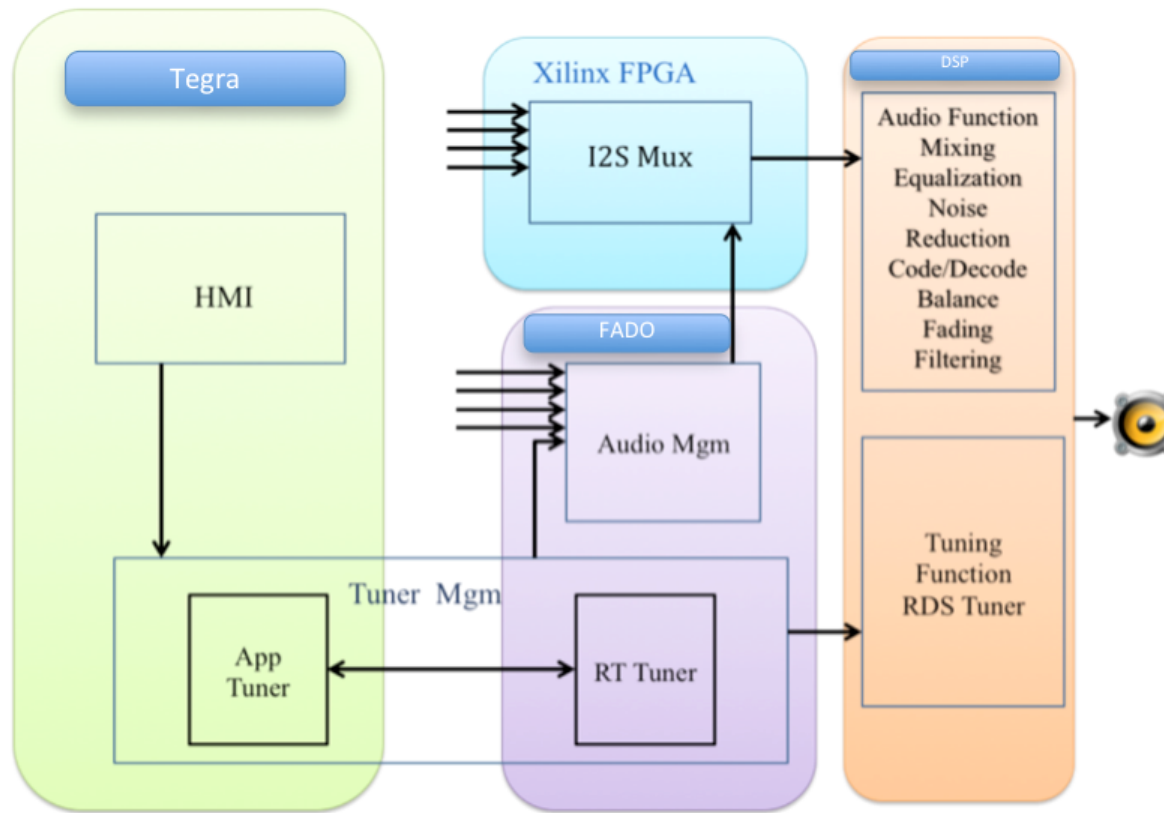 Tegra
HMI
Xilinx FPGA
I2S Mux
FADO
Audio Mgm
Tuner Mgm
App
Tuner
RT Tuner
DSP
Audio Function
Mixing
Equalization
Noise
Reduction
Code/Decode
Balance
Fading
Filtering
Tuning
Function
RDS Tuner